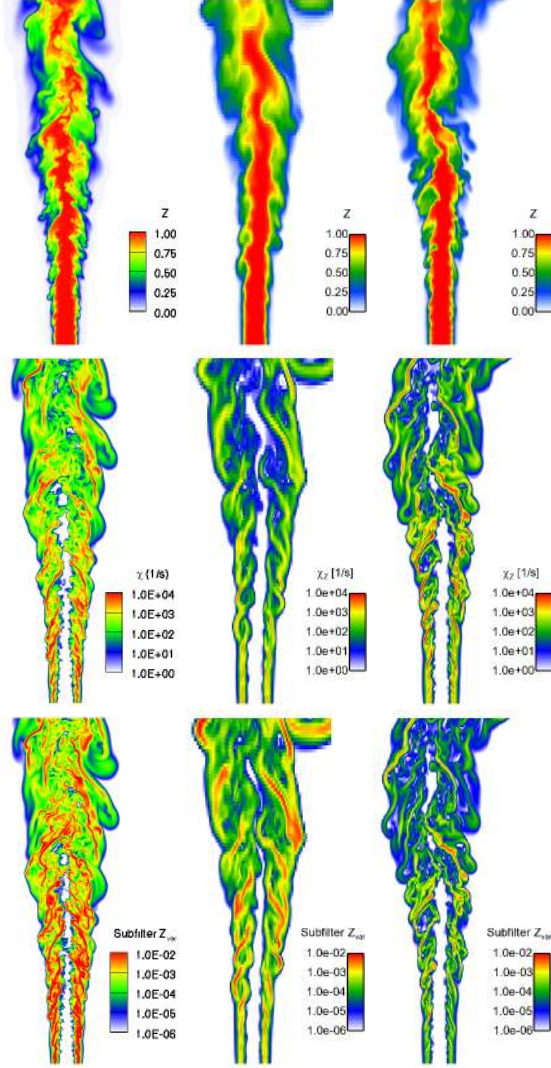 Z
1.00
0.75
0.50
0.25
0.00
Z
1.00
0.75
0.50
0.25
0.00
Z
1.00
0.75
0.50
0.25
0.00
χ (1/s)
1.0E+04
1.0E+03
1.0E+02
1.0E+01
1.0E+00
χZ [1/s]
1.0e+04
1.0e+03
1.0e+02
1.0e+01
1.0e+00
χZ [1/s]
1.0e+04
1.0e+03
1.0e+02
1.0e+01
1.0e+00
Subfilter Zvar
1.0E-02
1.0E-03
1.0E-04
1.0E-05
1.0E-06
Subfilter Zvar
1.0e-02
1.0e-03
1.0e-04
1.0e-05
1.0e-06
Subfilter Zvar
1.0e-02
1.0e-03
1.0e-04
1.0e-05
1.0e-06